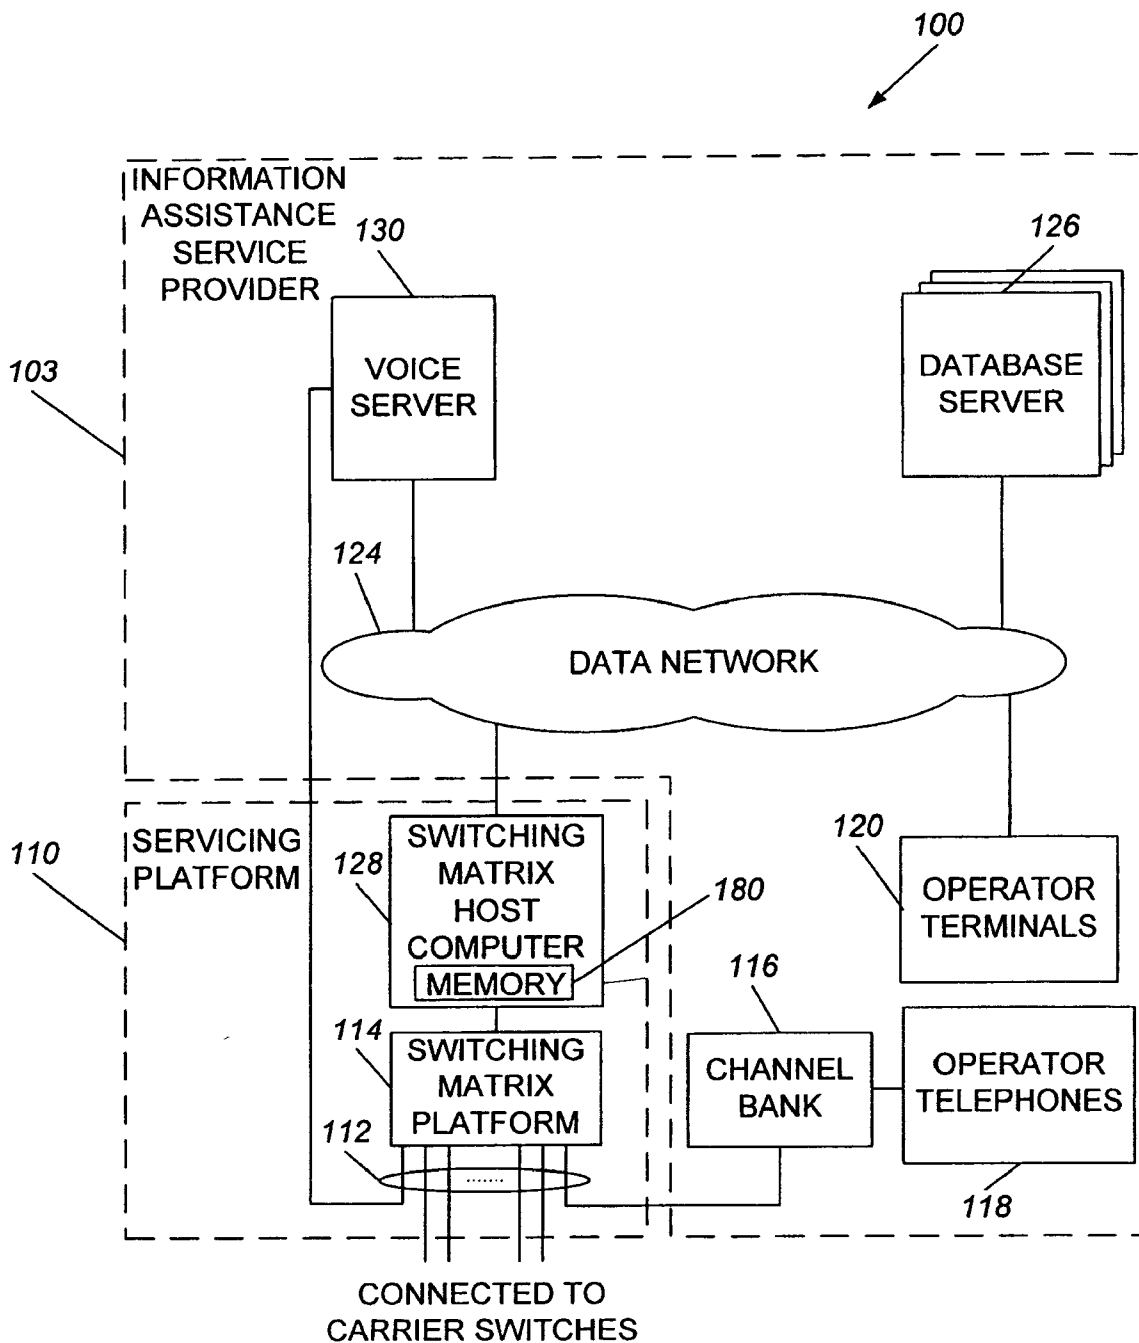 100
INFORMATION
ASSISTANCE
SERVICE
PROVIDER
130
126
103
VOICE
SERVER
DATABASE
SERVER
124
DATA NETWORK
110
SERVICING
PLATFORM
128
SWITCHING
MATRIX
HOST
COMPUTER
MEMORY
180
120
OPERATOR
TERMINALS
116
114
SWITCHING
MATRIX
PLATFORM
CHANNEL
BANK
OPERATOR
TELEPHONES
112
.......
118
CONNECTED TO
CARRIER SWITCHES